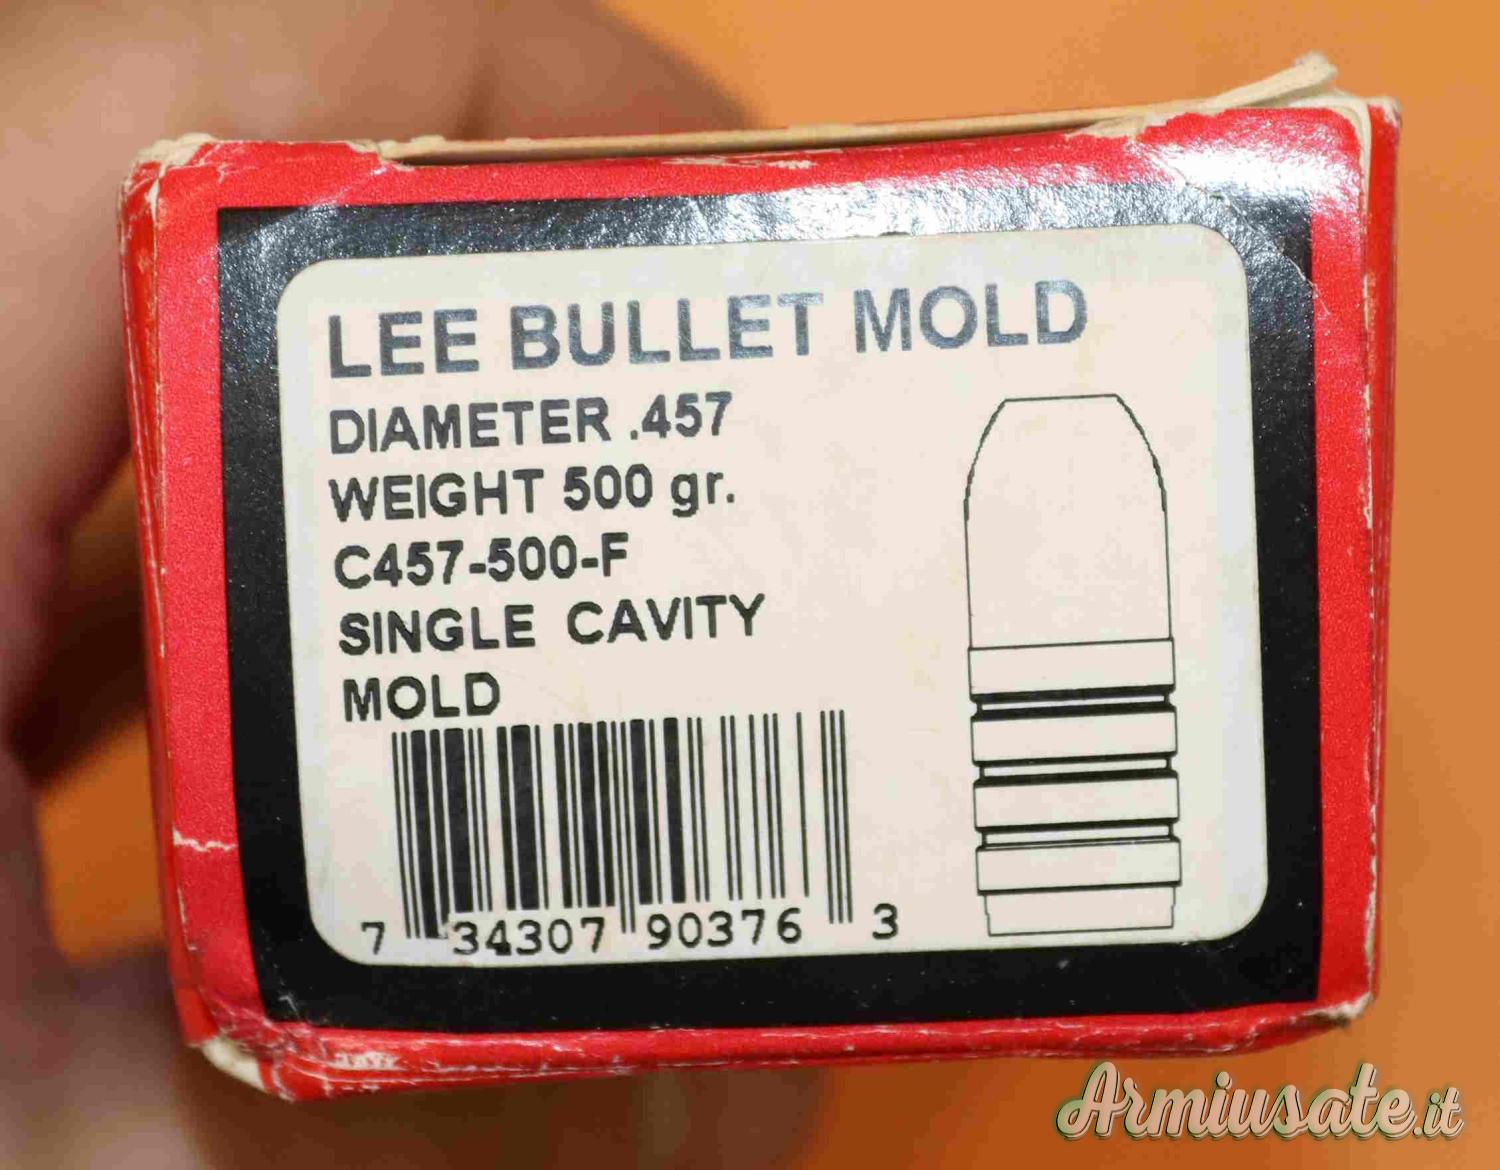 LEE BULLET MOLD
DIAMETER .457
WEIGHT 500 gr.
C457-500-F
SINGLE CAVITY
MOLD
7 34307 90376 3
Armiusate.it